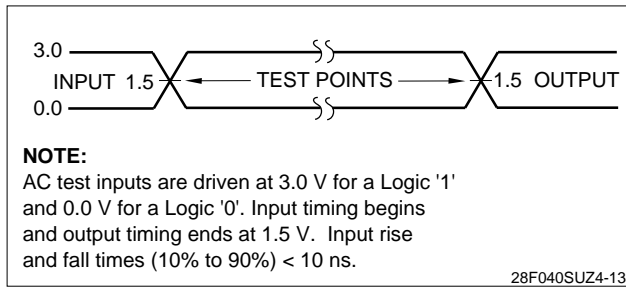 3.0
INPUT 1.5 TEST POINTS 1.5 OUTPUT
0.0
NOTE:
AC test inputs are driven at 3.0 V for a Logic '1'
and 0.0 V for a Logic '0'. Input timing begins
and output timing ends at 1.5 V. Input rise
and fall times (10% to 90%) < 10 ns.
28F040SUZ4-13